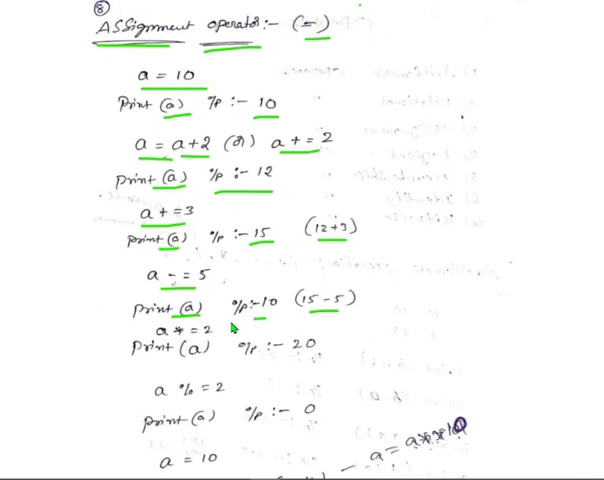 8
Assignment operator:- (=)
a = 10
Print (a) o/p :- 10
a = a+2 (or) a += 2
Print (a) o/p :- 12
a += 3
Print (a) o/p :- 15 (12+3)
a -= 5
Print (a) o/p:-10 (15-5)
a *= 2
Print (a) o/p :- 20
a %= 2
Print (a) o/p :- 0
a = 10
- a = a**10